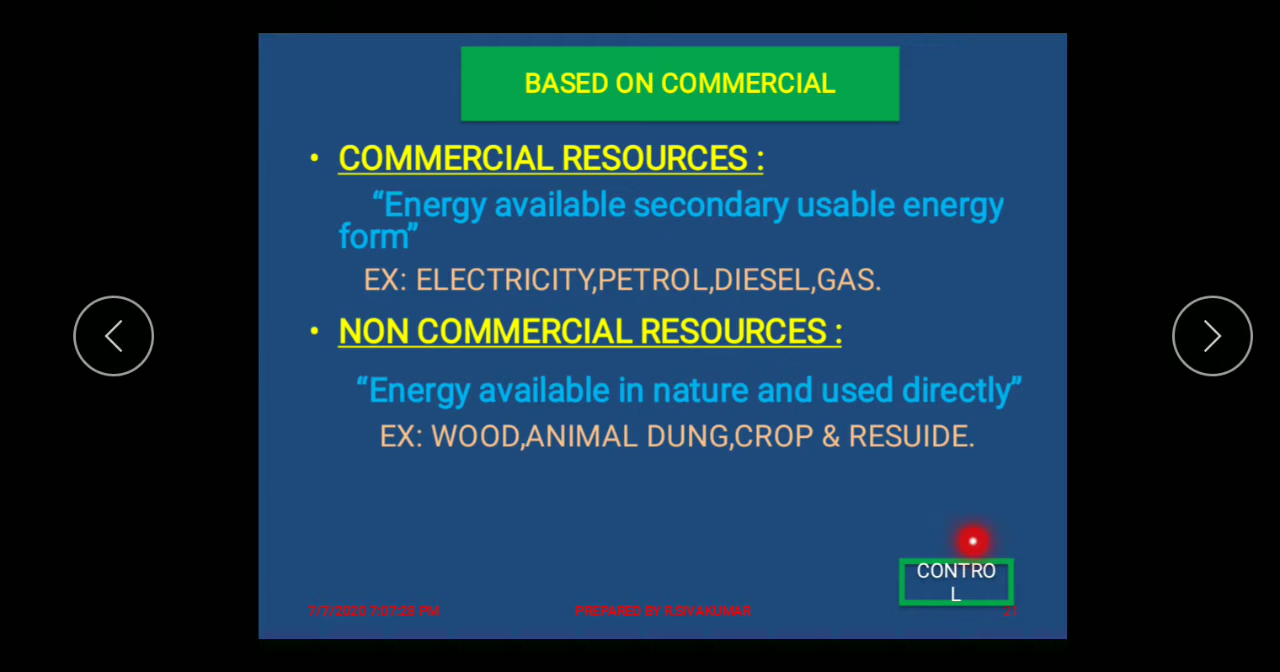 BASED ON COMMERCIAL
• COMMERCIAL RESOURCES :
“Energy available secondary usable energy
form”
EX: ELECTRICITY,PETROL,DIESEL,GAS.
• NON COMMERCIAL RESOURCES :
“Energy available in nature and used directly”
EX: WOOD,ANIMAL DUNG,CROP & RESUIDE.
CONTRO
L
7/7/2020 7:07:28 PM PREPARED BY R.SIVAKUMAR